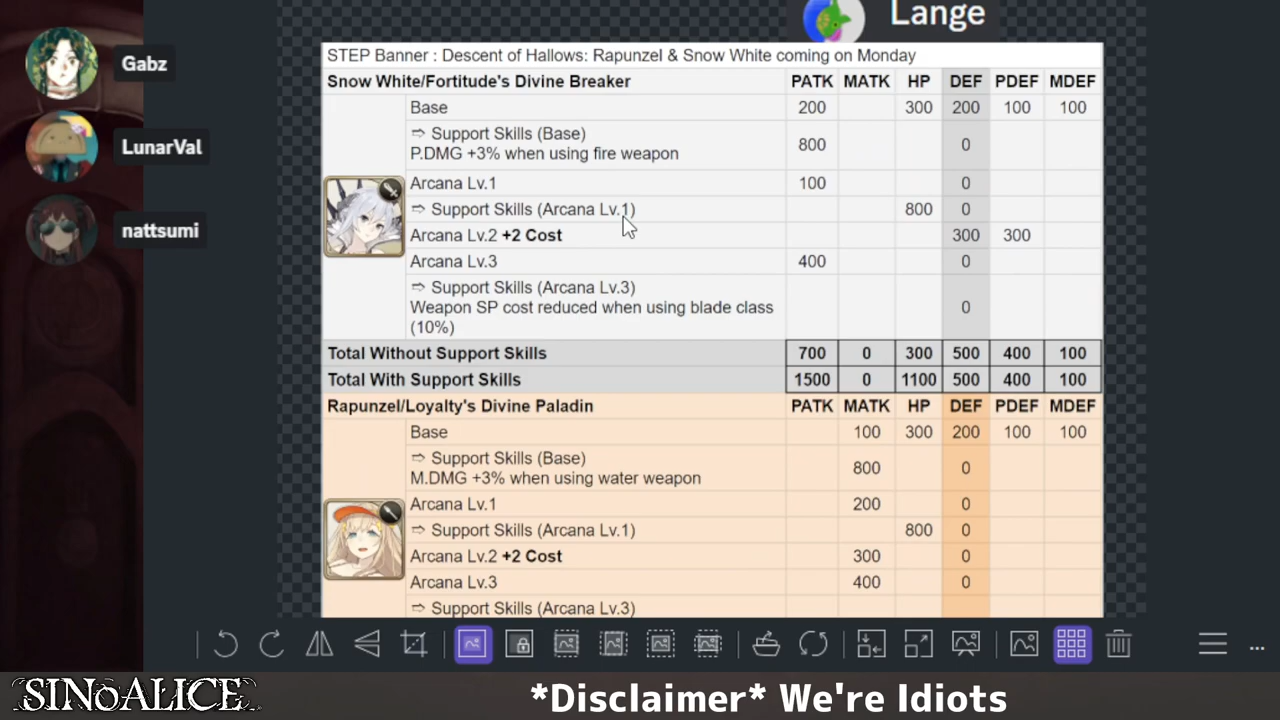 Lange
Gabz
LunarVal
nattsumi
STEP Banner : Descent of Hallows: Rapunzel & Snow White coming on Monday
Snow White/Fortitude's Divine Breaker PATK MATK HP DEF PDEF MDEF
Base 200 300 200 100 100
⇨ Support Skills (Base)
P.DMG +3% when using fire weapon 800 0
Arcana Lv.1 100 0
⇨ Support Skills (Arcana Lv.1) 800 0
Arcana Lv.2 +2 Cost 300 300
Arcana Lv.3 400 0
⇨ Support Skills (Arcana Lv.3)
Weapon SP cost reduced when using blade class 0
(10%)
Total Without Support Skills 700 0 300 500 400 100
Total With Support Skills 1500 0 1100 500 400 100
Rapunzel/Loyalty's Divine Paladin PATK MATK HP DEF PDEF MDEF
Base 100 300 200 100 100
⇨ Support Skills (Base)
M.DMG +3% when using water weapon 800 0
Arcana Lv.1 200 0
⇨ Support Skills (Arcana Lv.1) 800 0
Arcana Lv.2 +2 Cost 300 0
Arcana Lv.3 400 0
⇨ Support Skills (Arcana Lv.3)
SINoALICE
*Disclaimer* We're Idiots